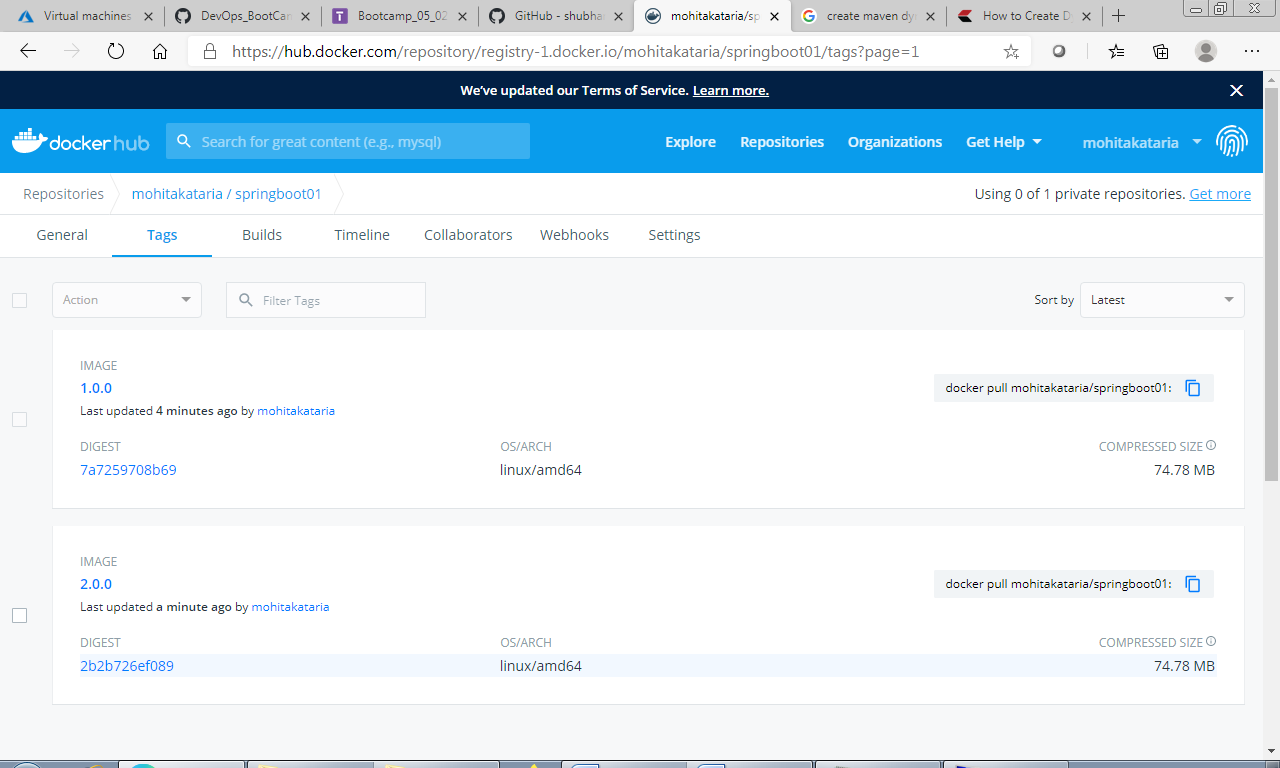 Virtual machines
DevOps_BootCam
Bootcamp_05_02
GitHub - shubha
mohitakataria/sp
create maven dy
How to Create D
https://hub.docker.com/repository/registry-1.docker.io/mohitakataria/springboot01/tags?page=1
We've updated our Terms of Service. Learn more.
docker hub
Search for great content (e.g., mysql)
Explore
Repositories
Organizations
Get Help
mohitakataria
Repositories
mohitakataria / springboot01
Using 0 of 1 private repositories. Get more
General
Tags
Builds
Timeline
Collaborators
Webhooks
Settings
Action
Filter Tags
Sort by
Latest
IMAGE
1.0.0
docker pull mohitakataria/springboot01:
Last updated 4 minutes ago by mohitakataria
DIGEST
OS/ARCH
COMPRESSED SIZE
7a7259708b69
linux/amd64
74.78 MB
IMAGE
2.0.0
docker pull mohitakataria/springboot01:
Last updated a minute ago by mohitakataria
DIGEST
OS/ARCH
COMPRESSED SIZE
2b2b726ef089
linux/amd64
74.78 MB